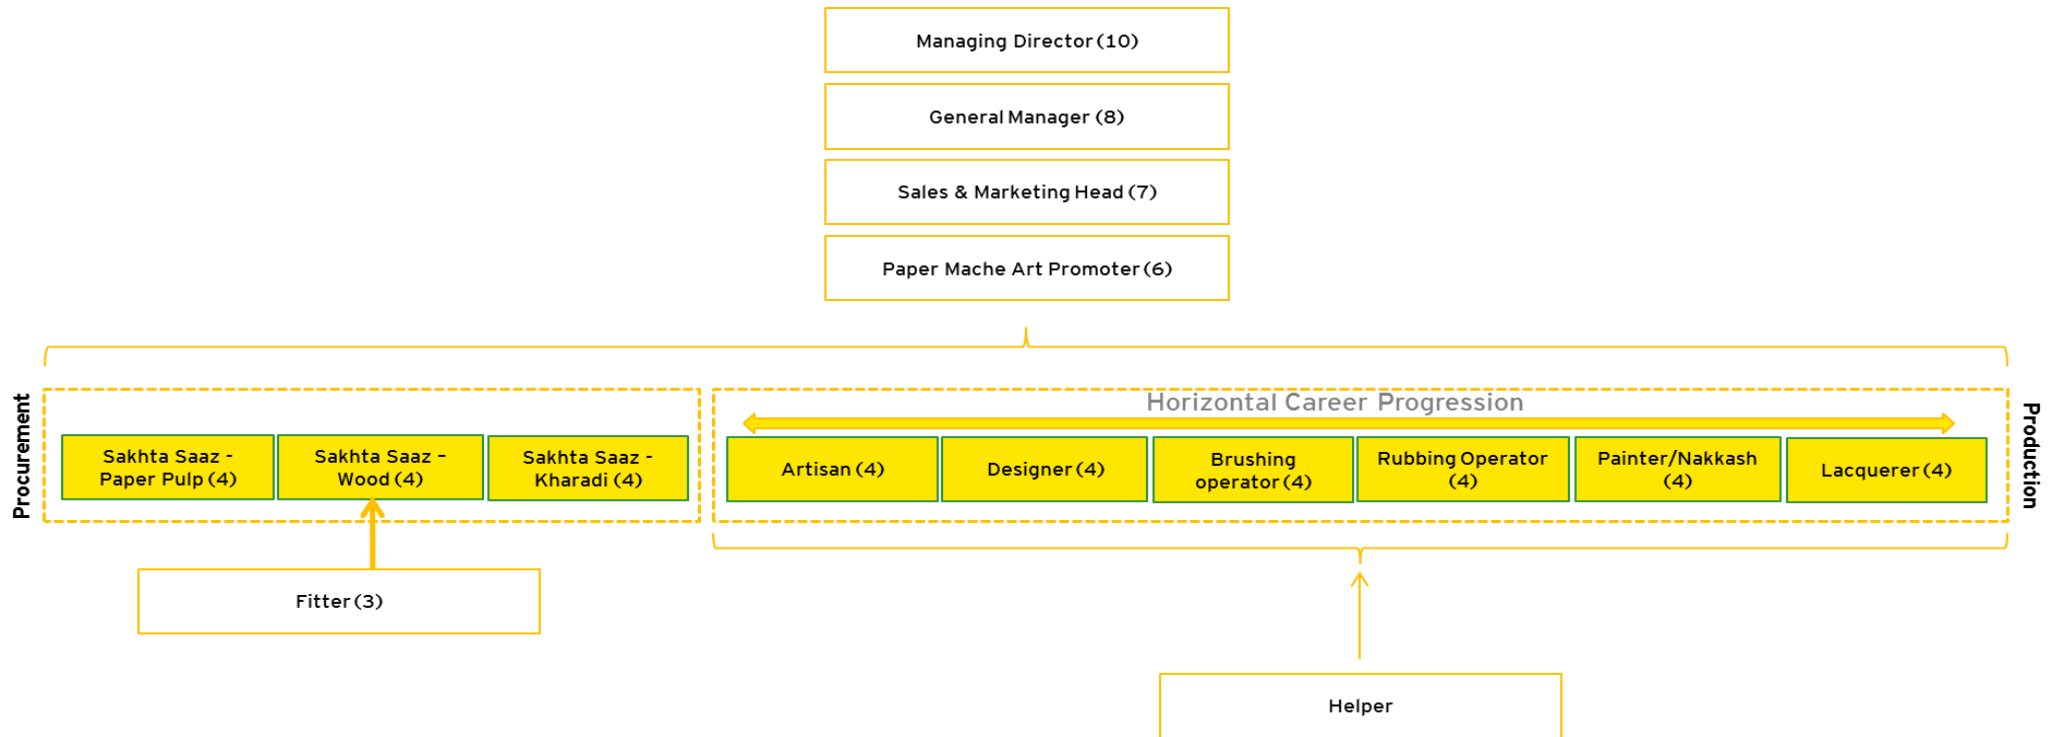 Managing Director (10)
General Manager (8)
Sales & Marketing Head (7)
Paper Mache Art Promoter (6)
Procurement
Sakhta Saaz -
Paper Pulp (4)
Sakhta Saaz –
Wood (4)
Sakhta Saaz -
Kharadi (4)
Horizontal Career Progression
Artisan (4)
Designer (4)
Brushing
operator (4)
Rubbing Operator
(4)
Painter/Nakkash
(4)
Lacquerer (4)
Production
Fitter (3)
Helper